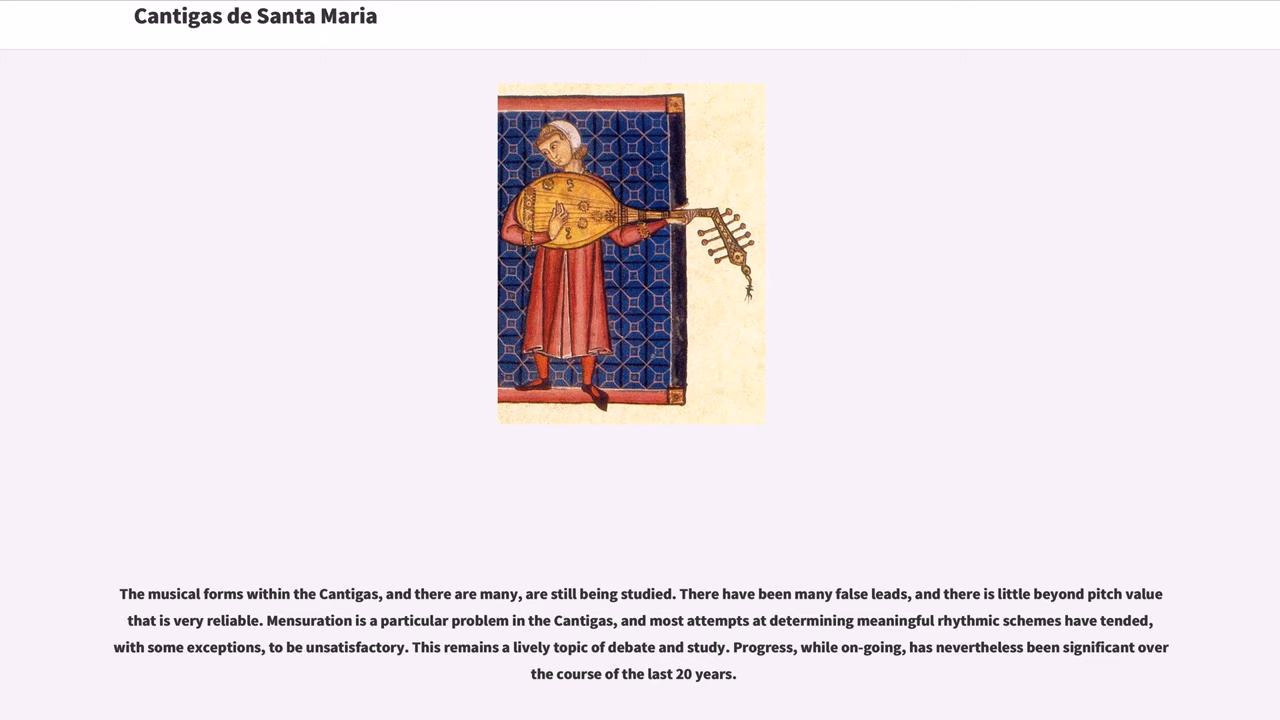 Cantigas de Santa Maria
The musical forms within the Cantigas, and there are many, are still being studied. There have been many false leads, and there is little beyond pitch value
that is very reliable. Mensuration is a particular problem in the Cantigas, and most attempts at determining meaningful rhythmic schemes have tended,
with some exceptions, to be unsatisfactory. This remains a lively topic of debate and study. Progress, while on-going, has nevertheless been significant over
the course of the last 20 years.